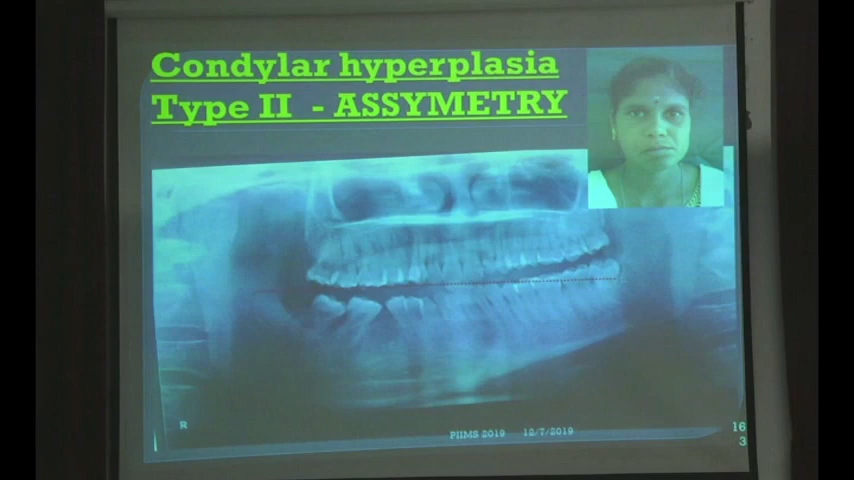 Condylar hyperplasia
Type II - ASSYMETRY
R
PIIMS 2019 12/7/2019
16
3